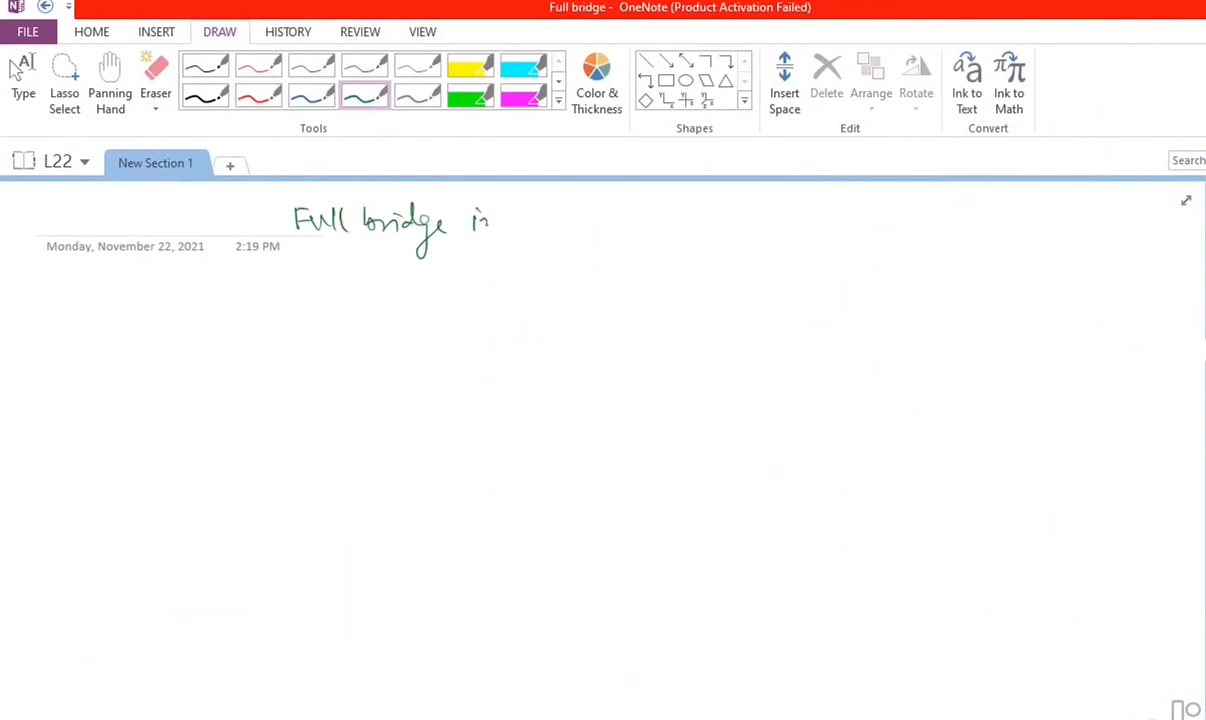 Full bridge - OneNote (Product Activation Failed)
FILE HOME INSERT DRAW HISTORY REVIEW VIEW
Type
Lasso Select
Panning Hand
Eraser
Color & Thickness
Insert Space
Delete
Arrange
Rotate
Ink to Text
Ink to Math
Tools
Shapes
Edit
Convert
L22
New Section 1
Search
Full bridge in
Monday, November 22, 2021 2:19 PM